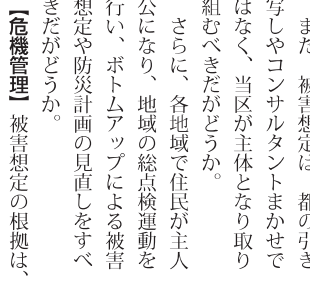 また、被害想定は、都の引き
写しやコンサルタントまかせで
はなく、当区が主体となり取り
組むべきだがどうか。
さらに、各地域で住民が主人
公になり、地域の総点検運動を
行い、ボトムアップによる被害
想定や防災計画の見直しをすべ
きだがどうか。
【危機管理】被害想定の根拠は、